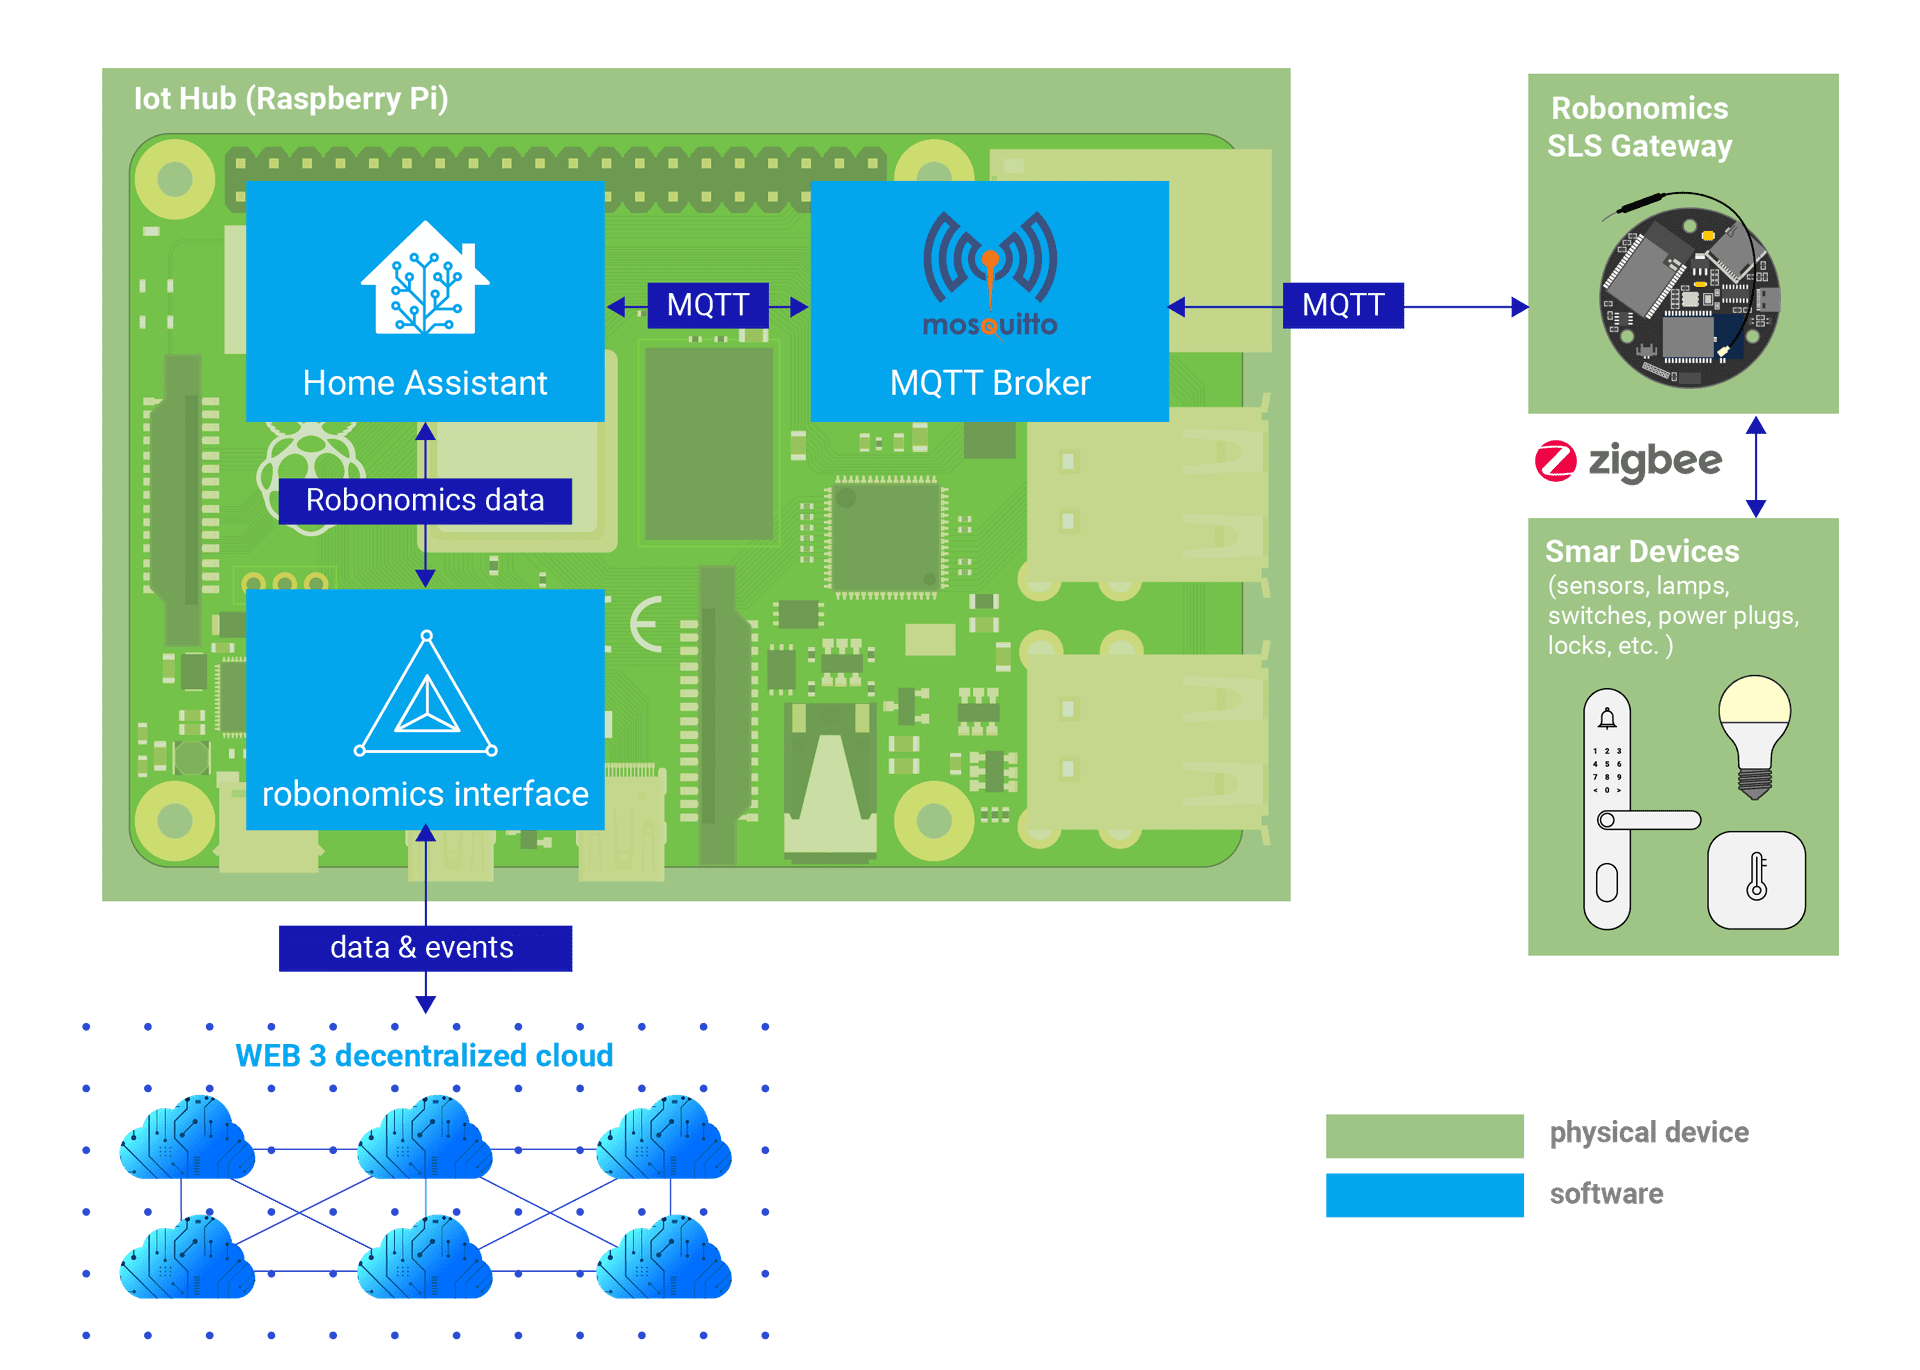 Iot Hub (Raspberry Pi)
Home Assistant
MQTT
mosquitto
MQTT Broker
MQTT
Robonomics
SLS Gateway
zigbee
Robonomics data
Smar Devices
(sensors, lamps,
switches, power plugs,
locks, etc. )
1 2 3
4 5 6
7 8 9
< 0 >
CE
robonomics interface
data & events
WEB 3 decentralized cloud
physical device
software